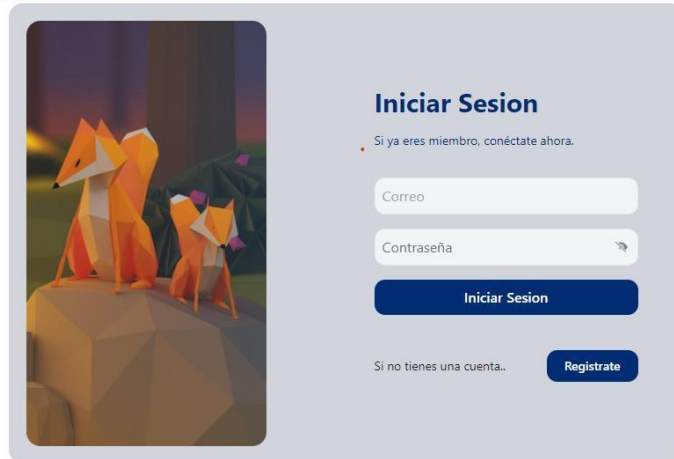 Iniciar Sesion
Si ya eres miembro, conéctate ahora.
Correo
Contraseña
Iniciar Sesion
Si no tienes una cuenta..
Registrate